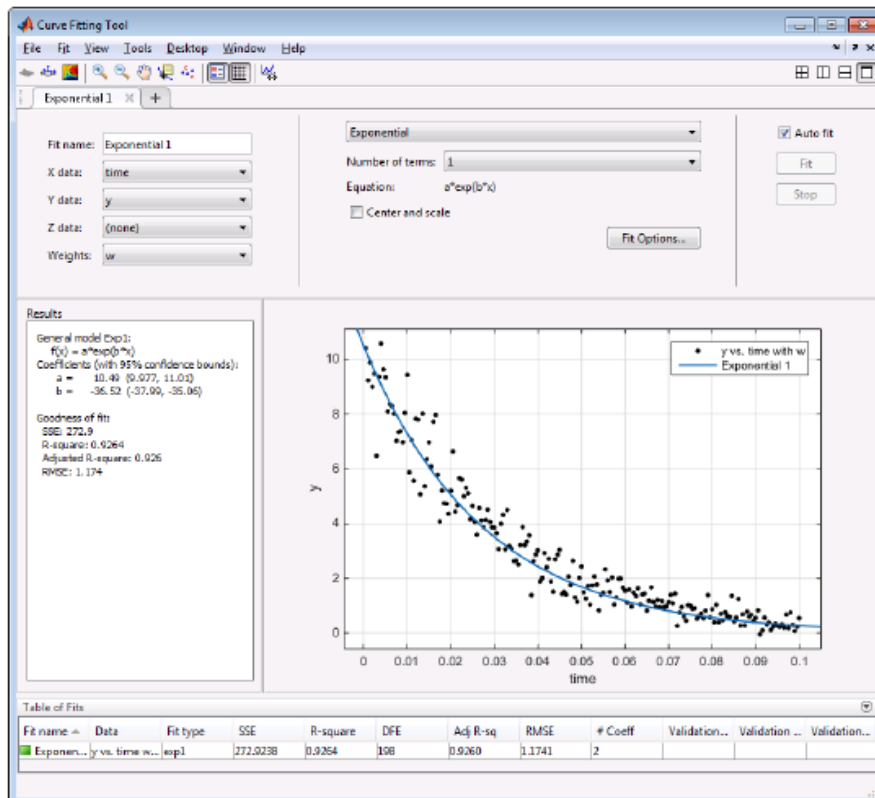 Curve Fitting Tool
File Fit View Tools Desktop Window Help
Exponential 1
Fit name: Exponential 1
X data: time
Y data: y
Z data: (none)
Weights: w
Exponential
Number of terms: 1
Equation: a*exp(b*x)
Center and scale
Fit Options...
Auto fit
Fit
Stop
Results
General model Exp1:
f(x) = a*exp(b*x)
Coefficients (with 95% confidence bounds):
a = 10.49 (9.977, 11.01)
b = -36.52 (-37.99, -35.06)
Goodness of fit:
SSE: 272.9
R-square: 0.9264
Adjusted R-square: 0.926
RMSE: 1.174
y vs. time with w
Exponential 1
10
8
6
4
2
0
y
0 0.01 0.02 0.03 0.04 0.05 0.06 0.07 0.08 0.09 0.1
time
Table of Fits
Fit name Data Fit type SSE R-square DFE Adj R-sq RMSE # Coeff Validation... Validation ... Validation...
Exponen... y vs. time w... exp1 272.9238 0.9264 198 0.9260 1.1741 2